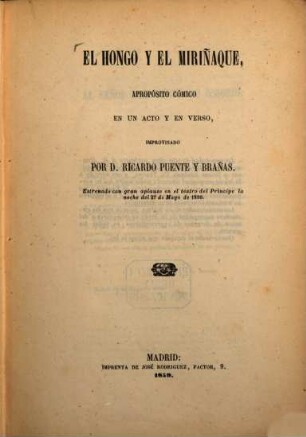 EL HONGO Y EL MIRIÑAQUE,
APROPÓSITO CÓMICO
EN UN ACTO Y EN VERSO,
IMPROVISADO
POR D. RICARDO PUENTE Y BRAÑAS.
Estrenado con gran aplauso en el teatro del Príncipe la
noche del 27 de Mayo de
MADRID:
IMPRENTA DE JOSÉ RODRIGUEZ, FACTOR, 9.
1859.